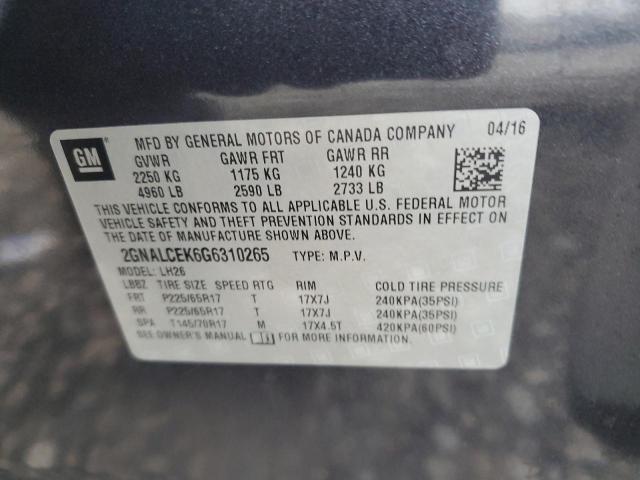 GM
MFD BY GENERAL MOTORS OF CANADA COMPANY 04/16
GVWR GAWR FRT GAWR RR
2250 KG 1175 KG 1240 KG
4960 LB 2590 LB 2733 LB
THIS VEHICLE CONFORMS TO ALL APPLICABLE U.S. FEDERAL MOTOR
VEHICLE SAFETY AND THEFT PREVENTION STANDARDS IN EFFECT ON
THE DATE OF MANUFACTURE SHOWN ABOVE.
2GNALCEK6G6310265 TYPE: M.P.V.
MODEL: LH26
LBBZ TIRE SIZE SPEED RTG RIM COLD TIRE PRESSURE
FRT P225/65R17 T 17X7J 240KPA(35PSI)
RR P225/65R17 T 17X7J 240KPA(35PSI)
SPA T145/70R17 M 17X4.5T 420KPA(60PSI)
SEE OWNER'S MANUAL FOR MORE INFORMATION.